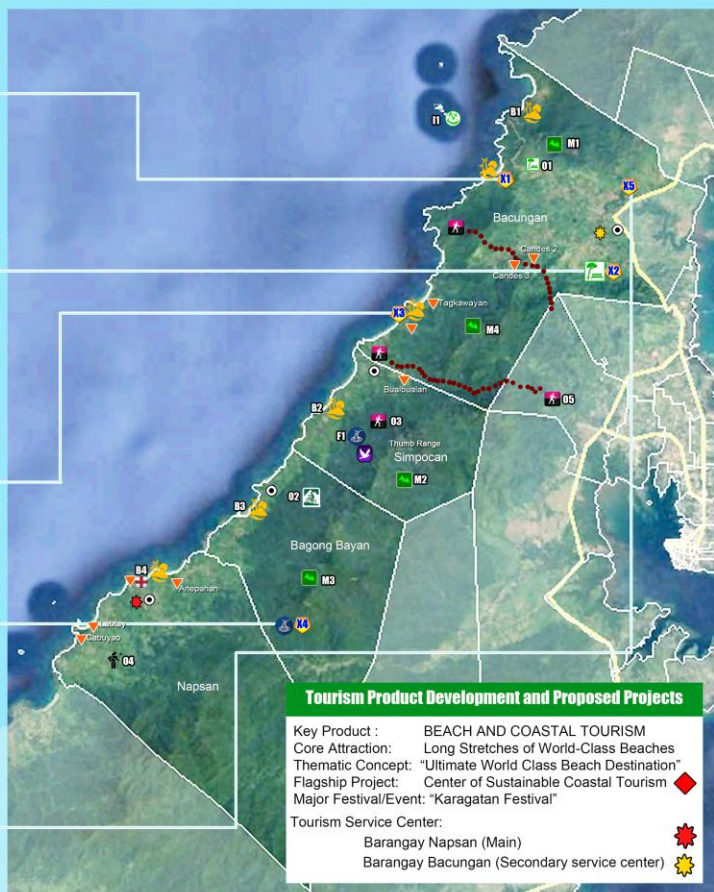 B1
I1
M1
O1
X1
X5
Bacungan
Candes 2
Candes 3
X2
Tagkawayan
X3
M4
Bualbualan
O5
B2
O3
F1
Thumb Range
Simpocan
M2
B3
O2
Bagong Bayan
B4
M3
Anepahan
X4
Labtay
Cabuyao
O4
Napsan
Tourism Product Development and Proposed Projects
Key Product : BEACH AND COASTAL TOURISM
Core Attraction: Long Stretches of World-Class Beaches
Thematic Concept: “Ultimate World Class Beach Destination”
Flagship Project: Center of Sustainable Coastal Tourism
Major Festival/Event: “Karagatan Festival”
Tourism Service Center:
Barangay Napsan (Main)
Barangay Bacungan (Secondary service center)